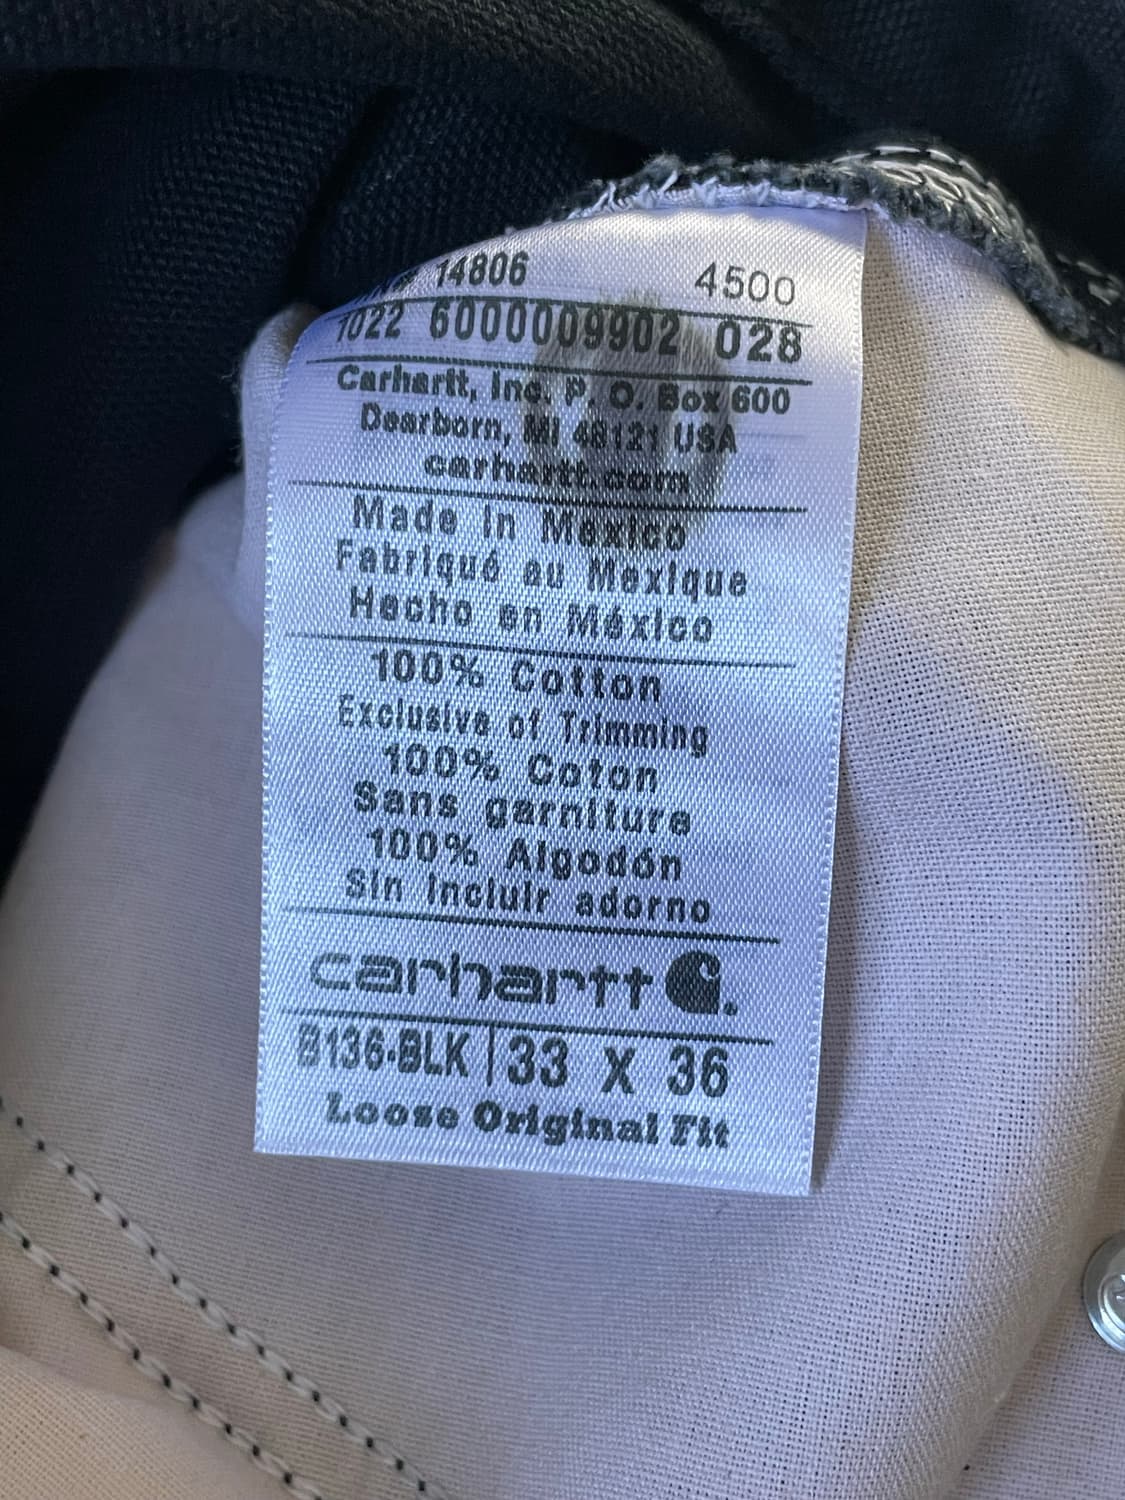 14806 4500
1022 6000009902 028
Carhartt, Inc. P. O. Box 600
Dearborn, MI 48121 USA
carhartt.com
Made in Mexico
Fabriqué au Mexique
Hecho en México
100% Cotton
Exclusive of Trimming
100% Coton
Sans garniture
100% Algodón
Sin incluir adorno
carhartt
B136-BLK 33 X 36
Loose Original Fit